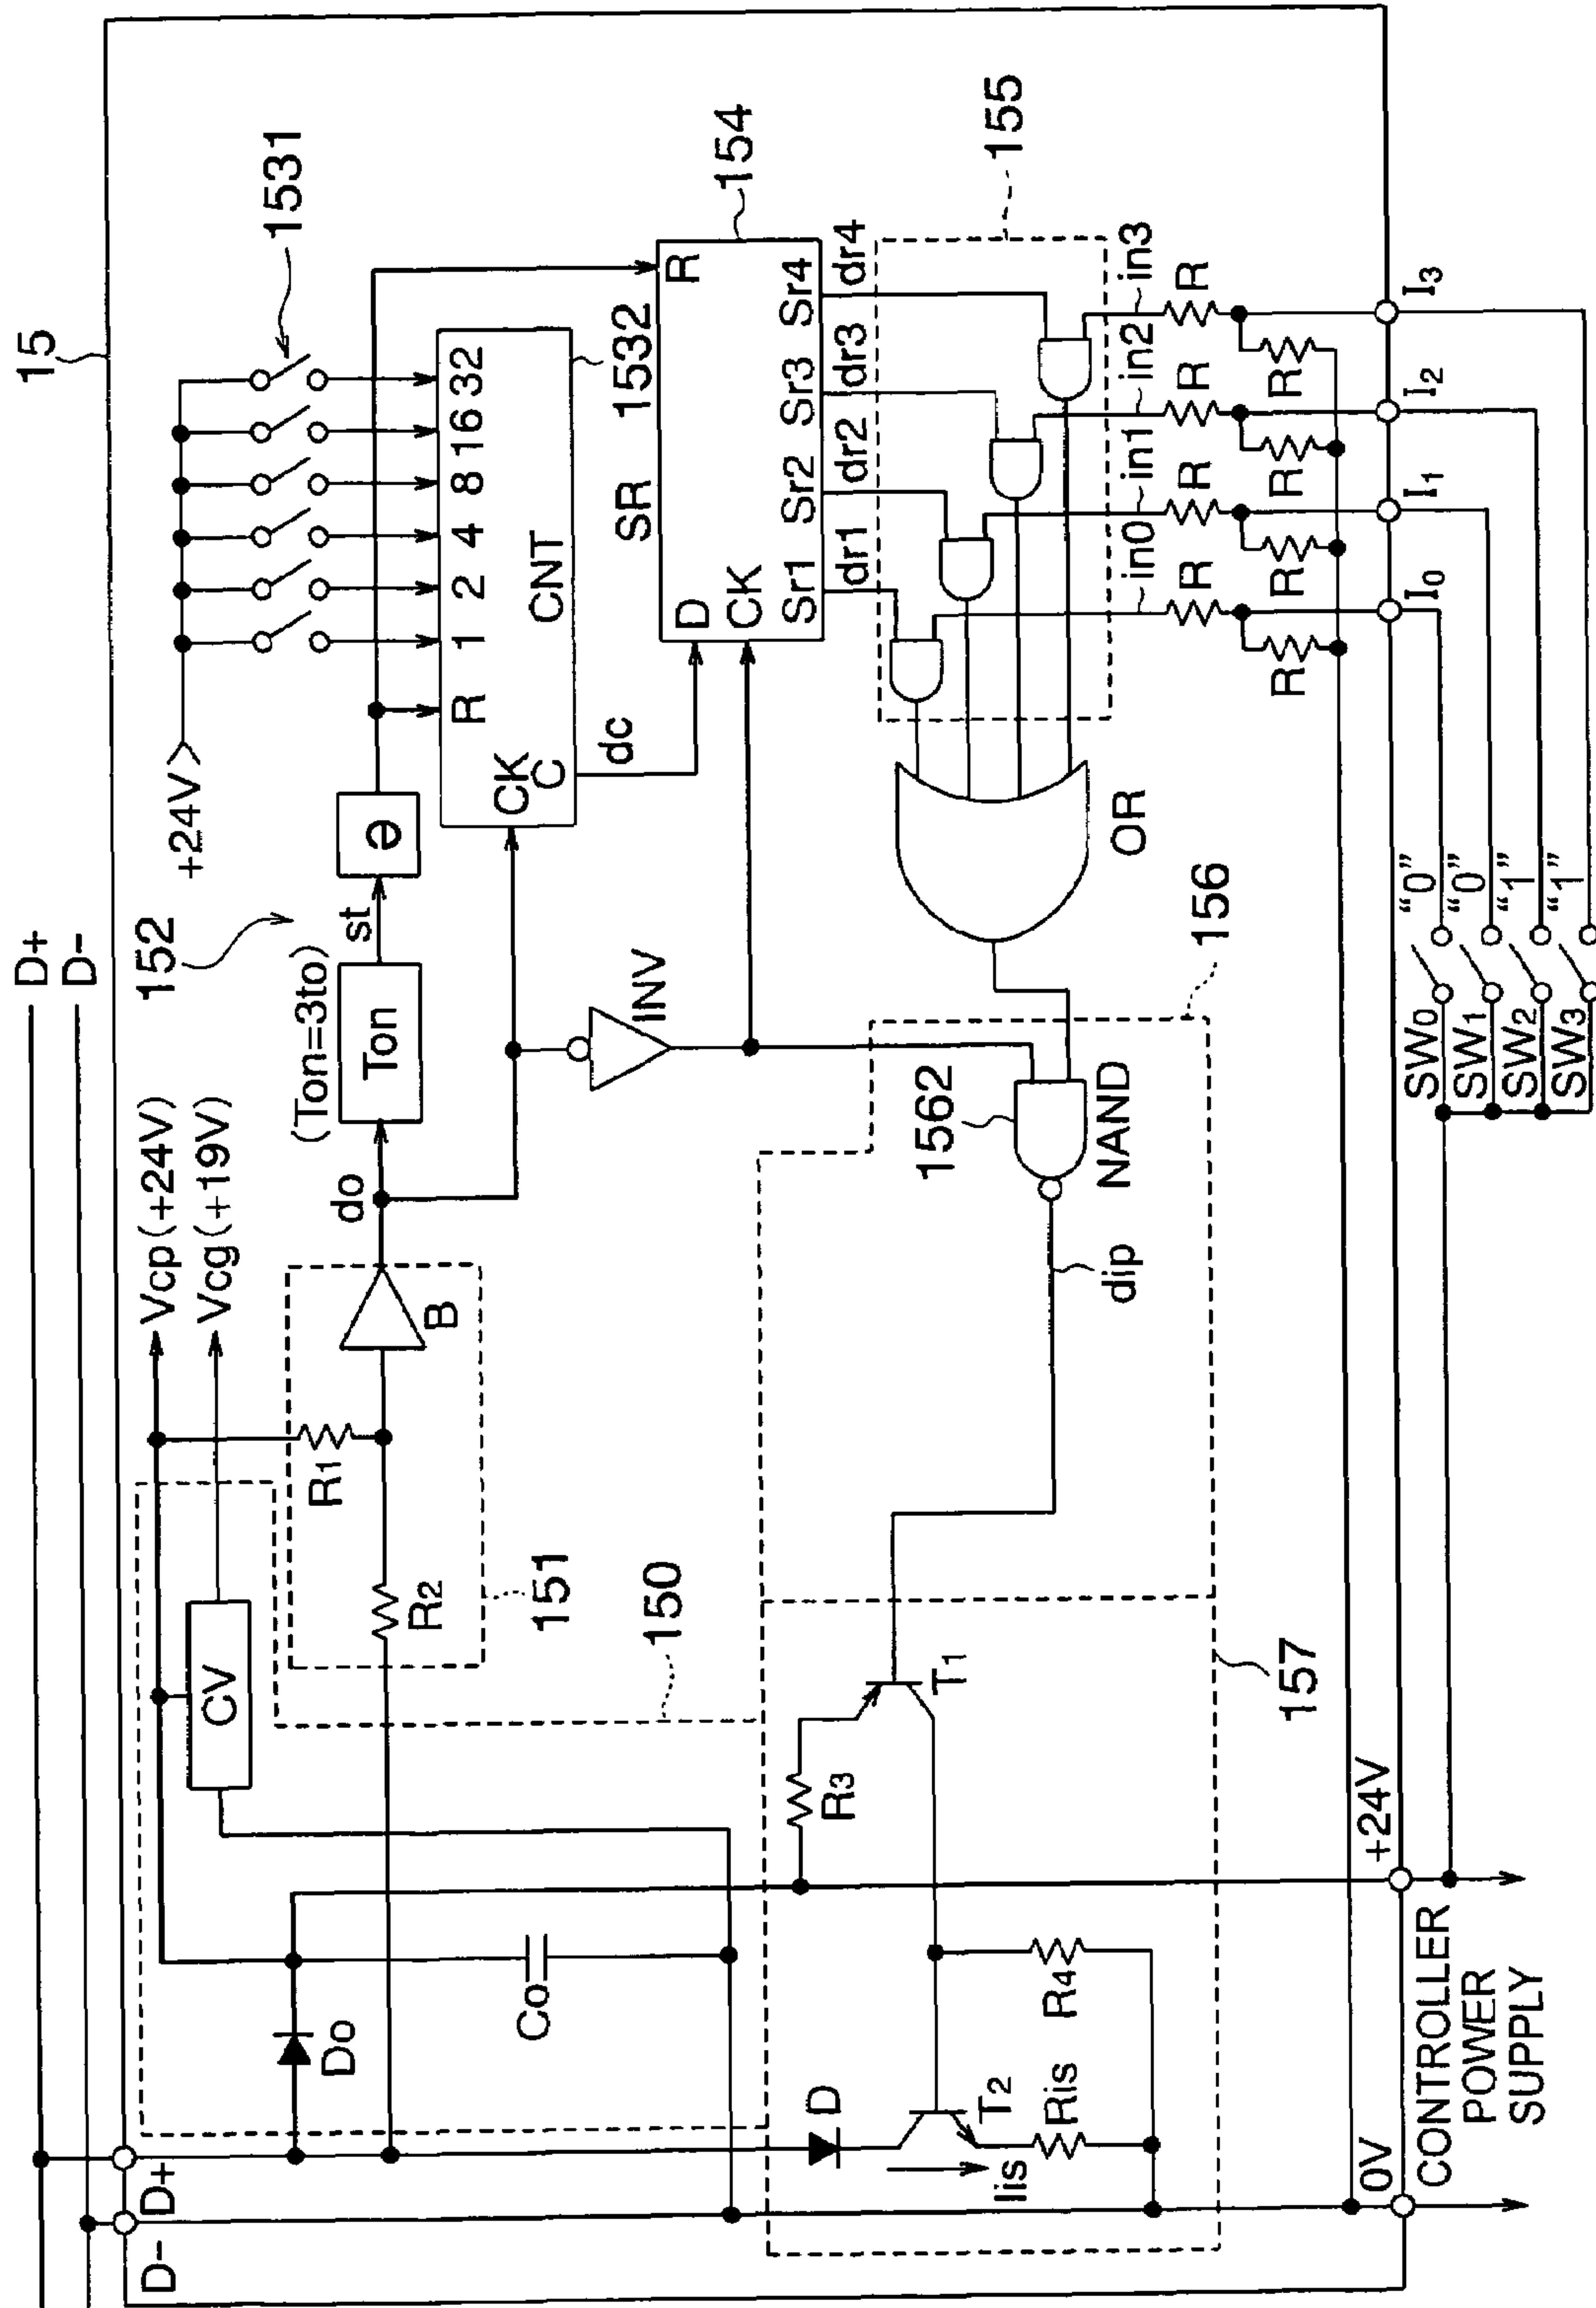 15
D+
D-
152
Vcp(+24V)
Vcg(+19V)
(Ton=3to)
+24V
1531
CV
R1
R2
B
do
Ton
st
e
R
1
2
4
8
16
32
CK
C
CNT
dc
1532
SR
154
D
CK
R
Sr1
Sr2
Sr3
Sr4
dr1
dr2
dr3
dr4
155
INV
OR
151
150
Do
Co
D+
D-
156
1562
NAND
dip
157
T1
R3
R4
D
T2
Iis
Ris
in0
in1
in2
in3
R
R
R
R
R
R
R
R
I0
I1
I2
I3
0V
+24V
CONTROLLER
POWER
SUPPLY
SW0
SW1
SW2
SW3
“0”
“0”
“1”
“1”